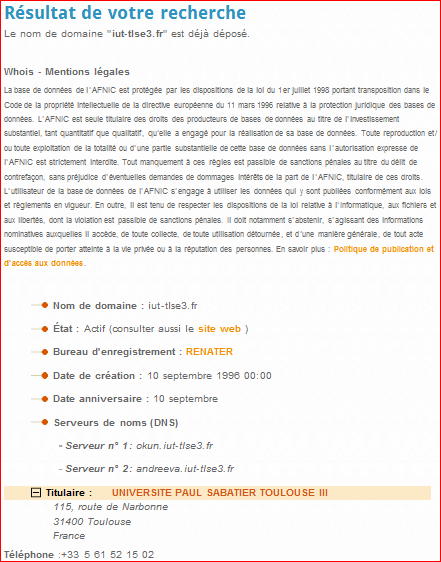 Résultat de votre recherche
Le nom de domaine "iut-tlse3.fr" est déjà déposé.
Whois - Mentions légales
La base de données de l'AFNIC est protégée par les dispositions de la loi du 1er juillet 1998 portant transposition dans le
Code de la propriété intellectuelle de la directive européenne du 11 mars 1996 relative à la protection juridique des bases de
données. L'AFNIC est seule titulaire des droits des producteurs de bases de données au titre de l'investissement
substantiel, tant quantitatif que qualitatif, qu'elle a engagé pour la réalisation de sa base de données. Toute reproduction et/
ou toute exploitation de la totalité ou d'une partie substantielle de cette base de données sans l'autorisation expresse de
l'AFNIC est strictement interdite. Tout manquement à ces règles est passible de sanctions pénales au titre du délit de
contrefaçon, sans préjudice d'éventuelles demandes de dommages intérêts de la part de l'AFNIC, titulaire de ces droits.
L'utilisateur de la base de données de l'AFNIC s'engage à utiliser les données qui y sont publiées conformément aux lois
et règlements en vigueur. En outre, il est tenu de respecter les dispositions de la loi relative à l'informatique, aux fichiers et
aux libertés, dont la violation est passible de sanctions pénales. Il doit notamment s'abstenir, s'agissant des informations
nominatives auxquelles il accède, de toute collecte, de toute utilisation détournée, et d'une manière générale, de tout acte
susceptible de porter atteinte à la vie privée ou à la réputation des personnes. En savoir plus : Politique de publication et
d'accès aux données.
Nom de domaine : iut-tlse3.fr
État : Actif (consulter aussi le site web )
Bureau d'enregistrement : RENATER
Date de création : 10 septembre 1996 00:00
Date anniversaire : 10 septembre
Serveurs de noms (DNS)
- Serveur n° 1: okun.iut-tlse3.fr
- Serveur n° 2: andreeva.iut-tlse3.fr
Titulaire : UNIVERSITE PAUL SABATIER TOULOUSE III
115, route de Narbonne
31400 Toulouse
France
Téléphone :+33 5 61 52 15 02